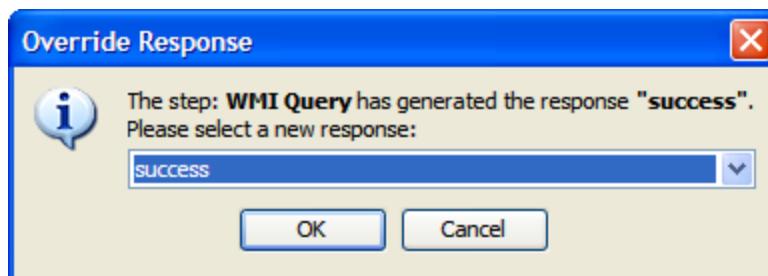 Override Response
The step: WMI Query has generated the response "success".
Please select a new response:
success
OK
Cancel